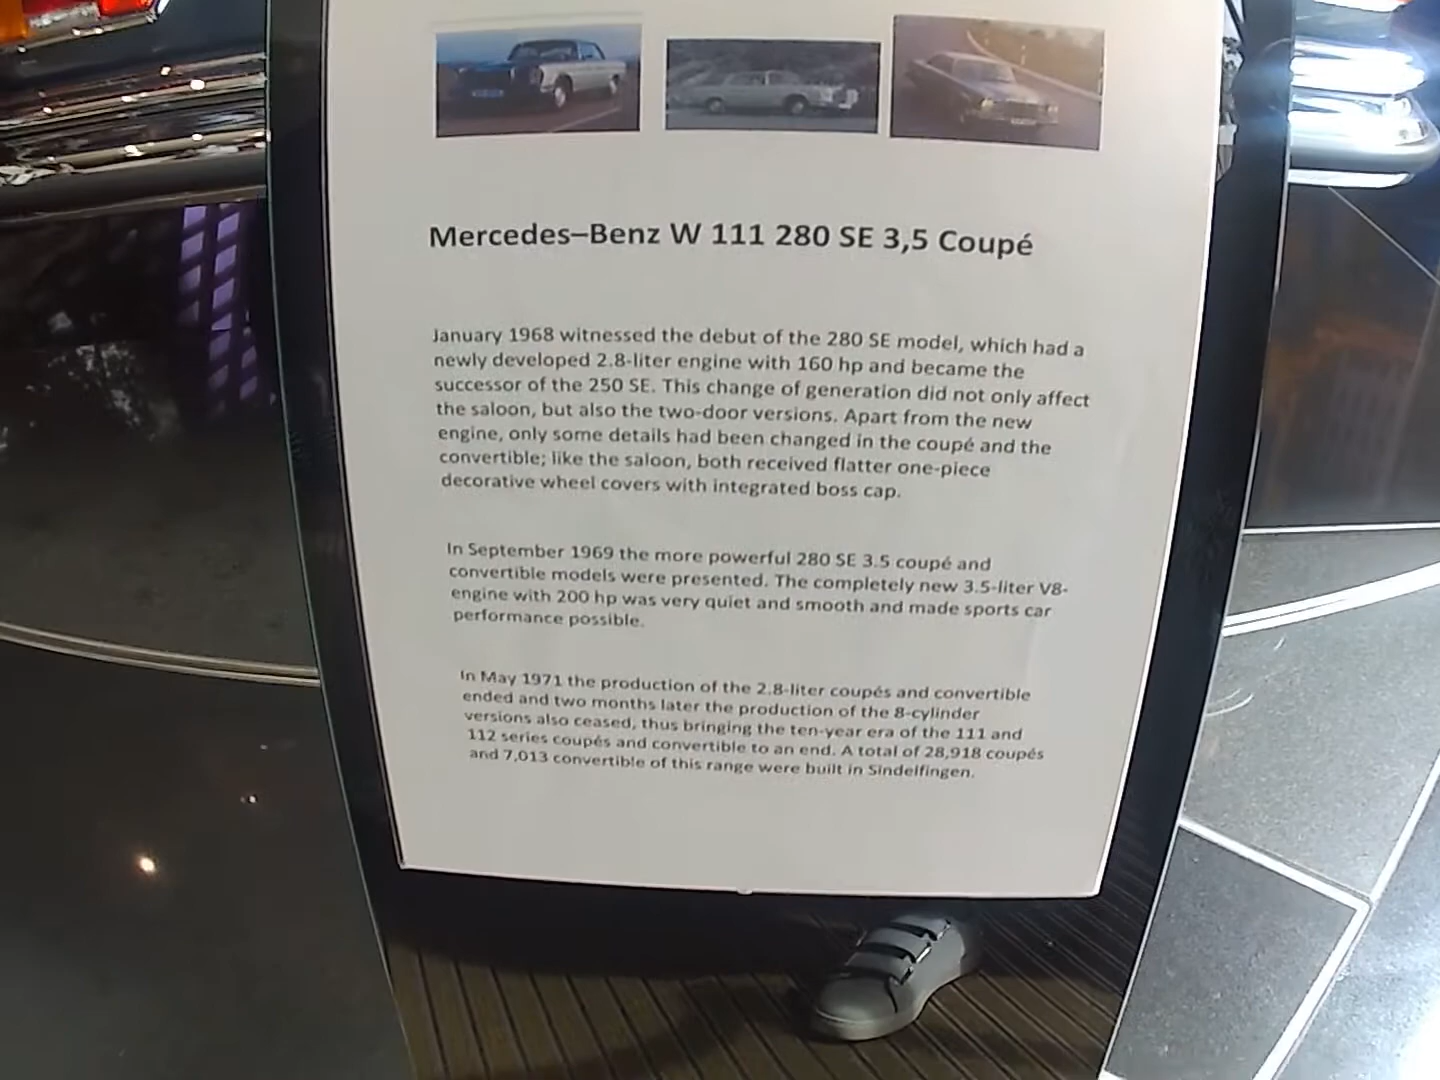 Mercedes–Benz W 111 280 SE 3,5 Coupé
January 1968 witnessed the debut of the 280 SE model, which had a
newly developed 2.8-liter engine with 160 hp and became the
successor of the 250 SE. This change of generation did not only affect
the saloon, but also the two-door versions. Apart from the new
engine, only some details had been changed in the coupé and the
convertible; like the saloon, both received flatter one-piece
decorative wheel covers with integrated boss cap.
In September 1969 the more powerful 280 SE 3.5 coupé and
convertible models were presented. The completely new 3.5-liter V8-
engine with 200 hp was very quiet and smooth and made sports car
performance possible.
In May 1971 the production of the 2.8-liter coupés and convertible
ended and two months later the production of the 8-cylinder
versions also ceased, thus bringing the ten-year era of the 111 and
112 series coupés and convertible to an end. A total of 28,918 coupés
and 7,013 convertible of this range were built in Sindelfingen.